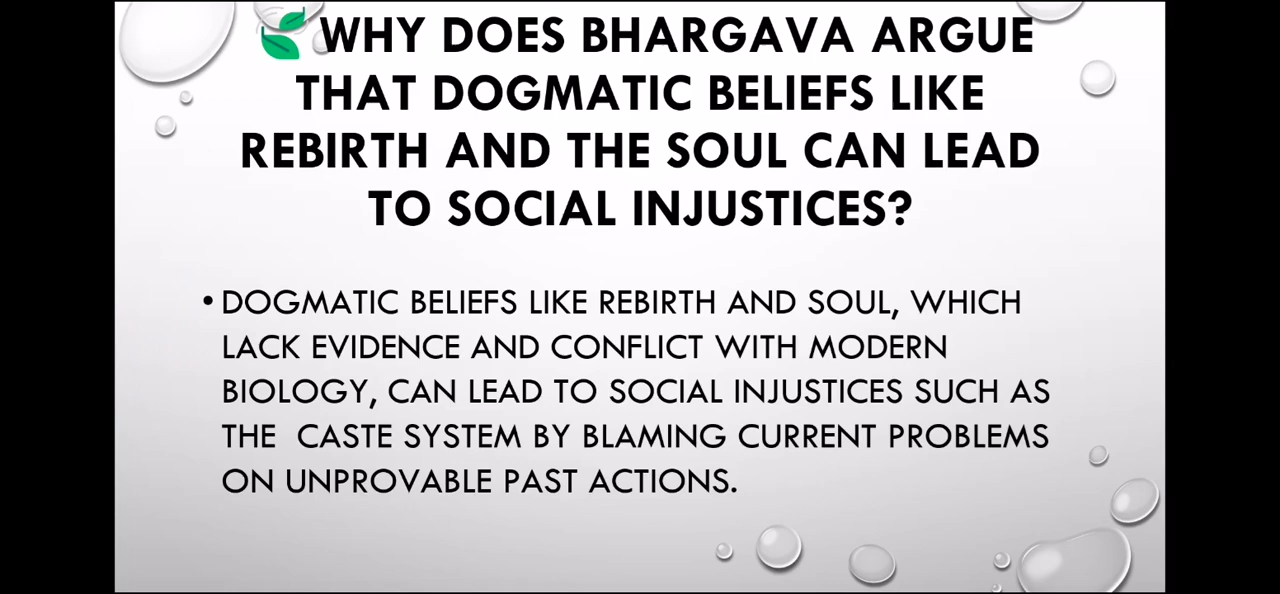 WHY DOES BHARGAVA ARGUE
THAT DOGMATIC BELIEFS LIKE
REBIRTH AND THE SOUL CAN LEAD
TO SOCIAL INJUSTICES?
• DOGMATIC BELIEFS LIKE REBIRTH AND SOUL, WHICH
LACK EVIDENCE AND CONFLICT WITH MODERN
BIOLOGY, CAN LEAD TO SOCIAL INJUSTICES SUCH AS
THE  CASTE SYSTEM BY BLAMING CURRENT PROBLEMS
ON UNPROVABLE PAST ACTIONS.